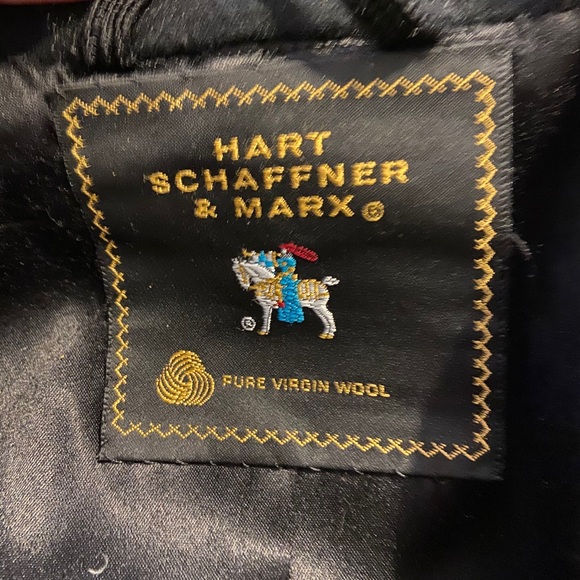 HART
SCHAFFNER
& MARX®
®
PURE VIRGIN WOOL